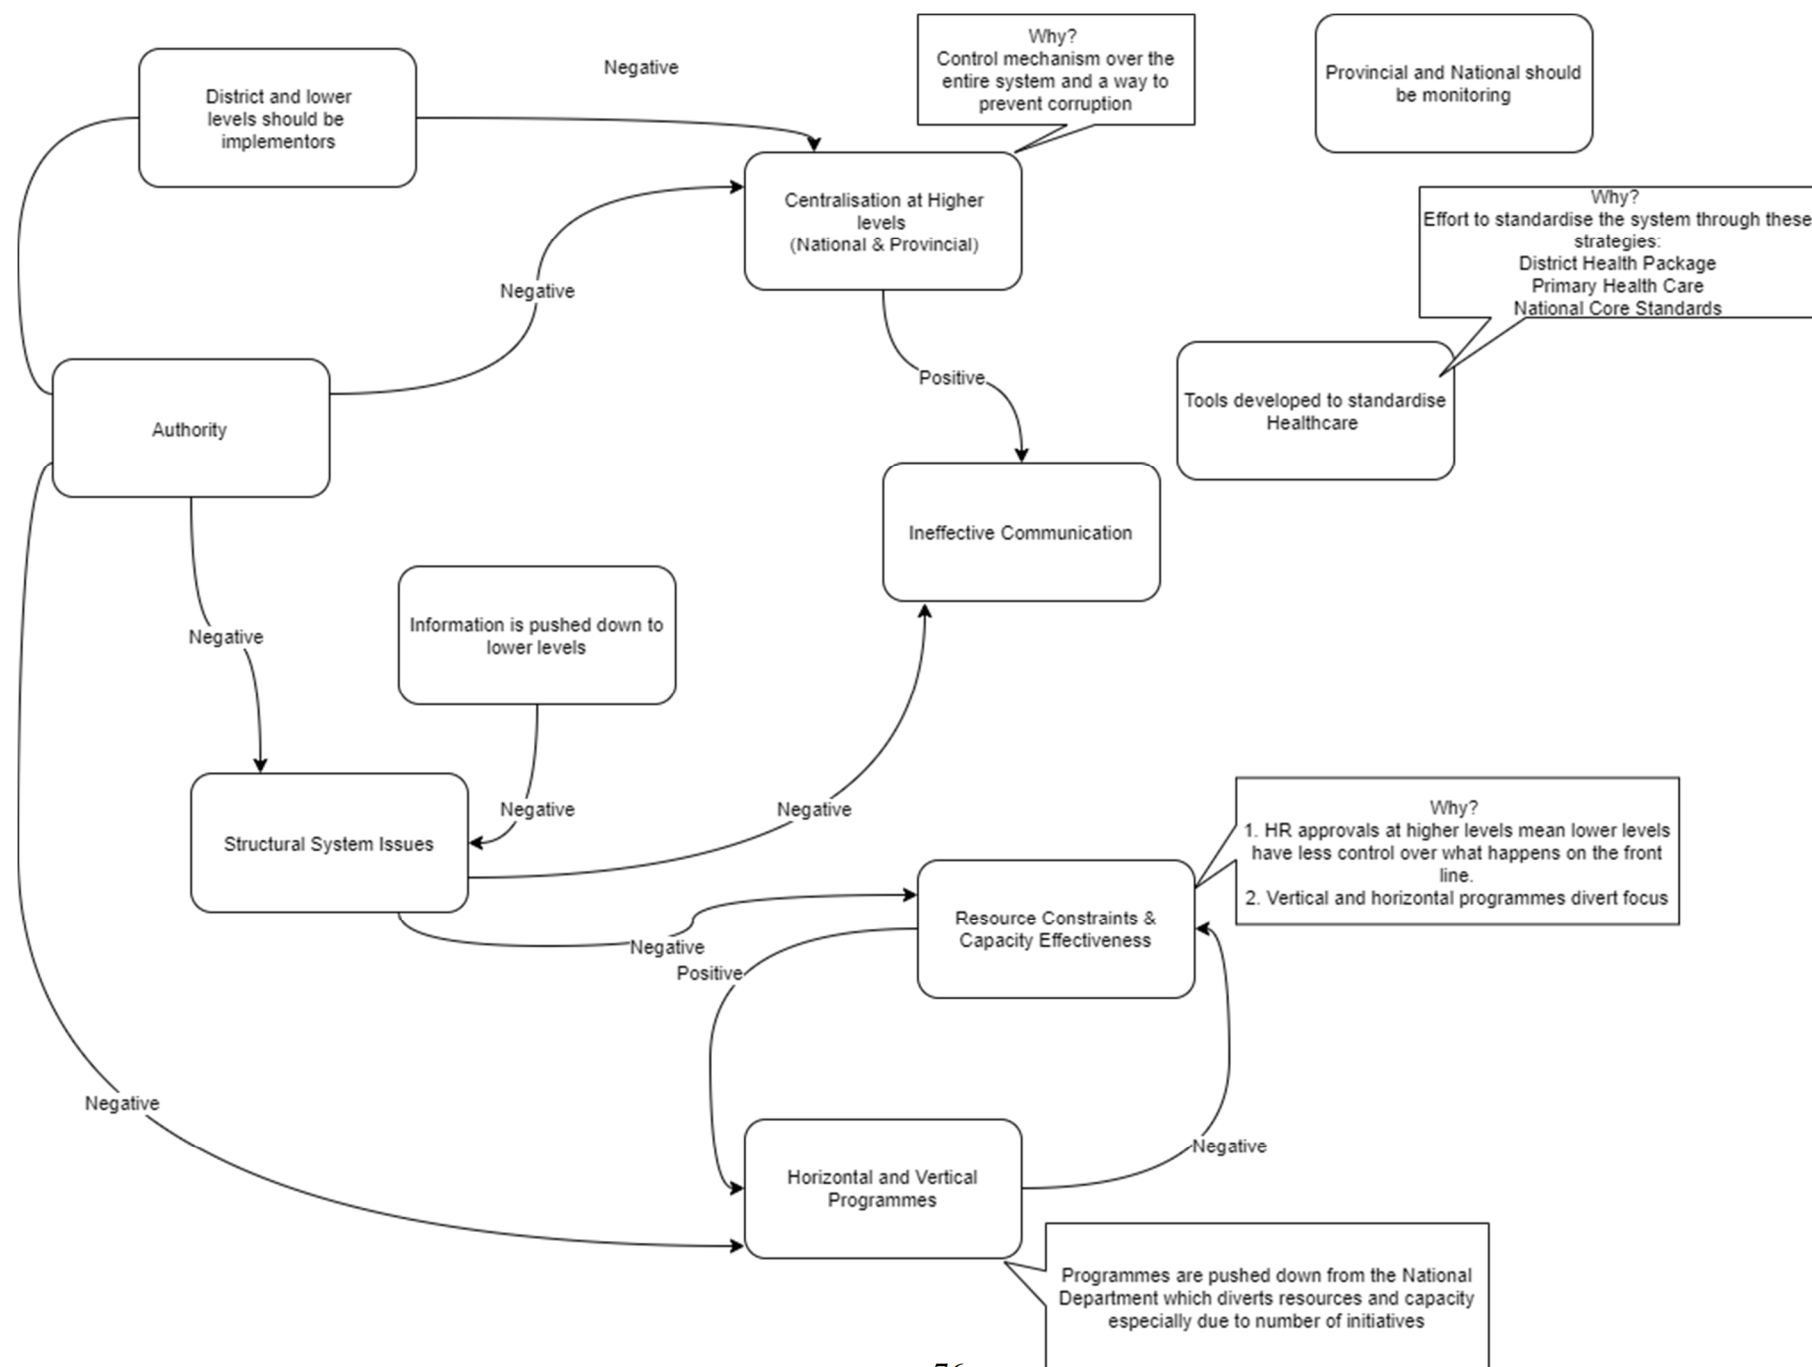 Negative
Why?
Control mechanism over the
entire system and a way to
prevent corruption
Provincial and National should
be monitoring
District and lower
levels should be
implementors
Centralisation at Higher
levels
(National & Provincial)
Why?
Effort to standardise the system through these
strategies:
District Health Package
Primary Health Care
National Core Standards
Negative
Positive
Tools developed to standardise
Healthcare
Authority
Ineffective Communication
Negative
Information is pushed down to
lower levels
Negative
Negative
Structural System Issues
Why?
1. HR approvals at higher levels mean lower levels
have less control over what happens on the front
line.
2. Vertical and horizontal programmes divert focus
Resource Constraints &
Capacity Effectiveness
Negative
Positive
Negative
Negative
Horizontal and Vertical
Programmes
Programmes are pushed down from the National
Department which diverts resources and capacity
especially due to number of initiatives